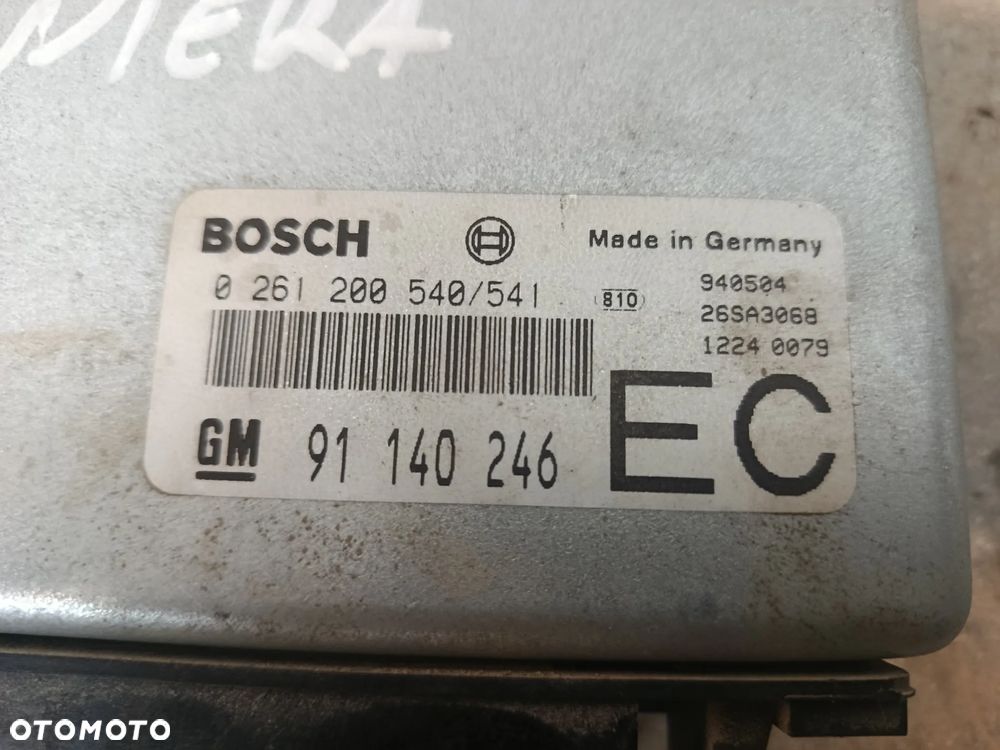 NTERA
BOSCH Made in Germany
0 261 200 540/541 810 940504
26SA3068
1224 0079
GM 91 140 246 EC
OTOMOTO